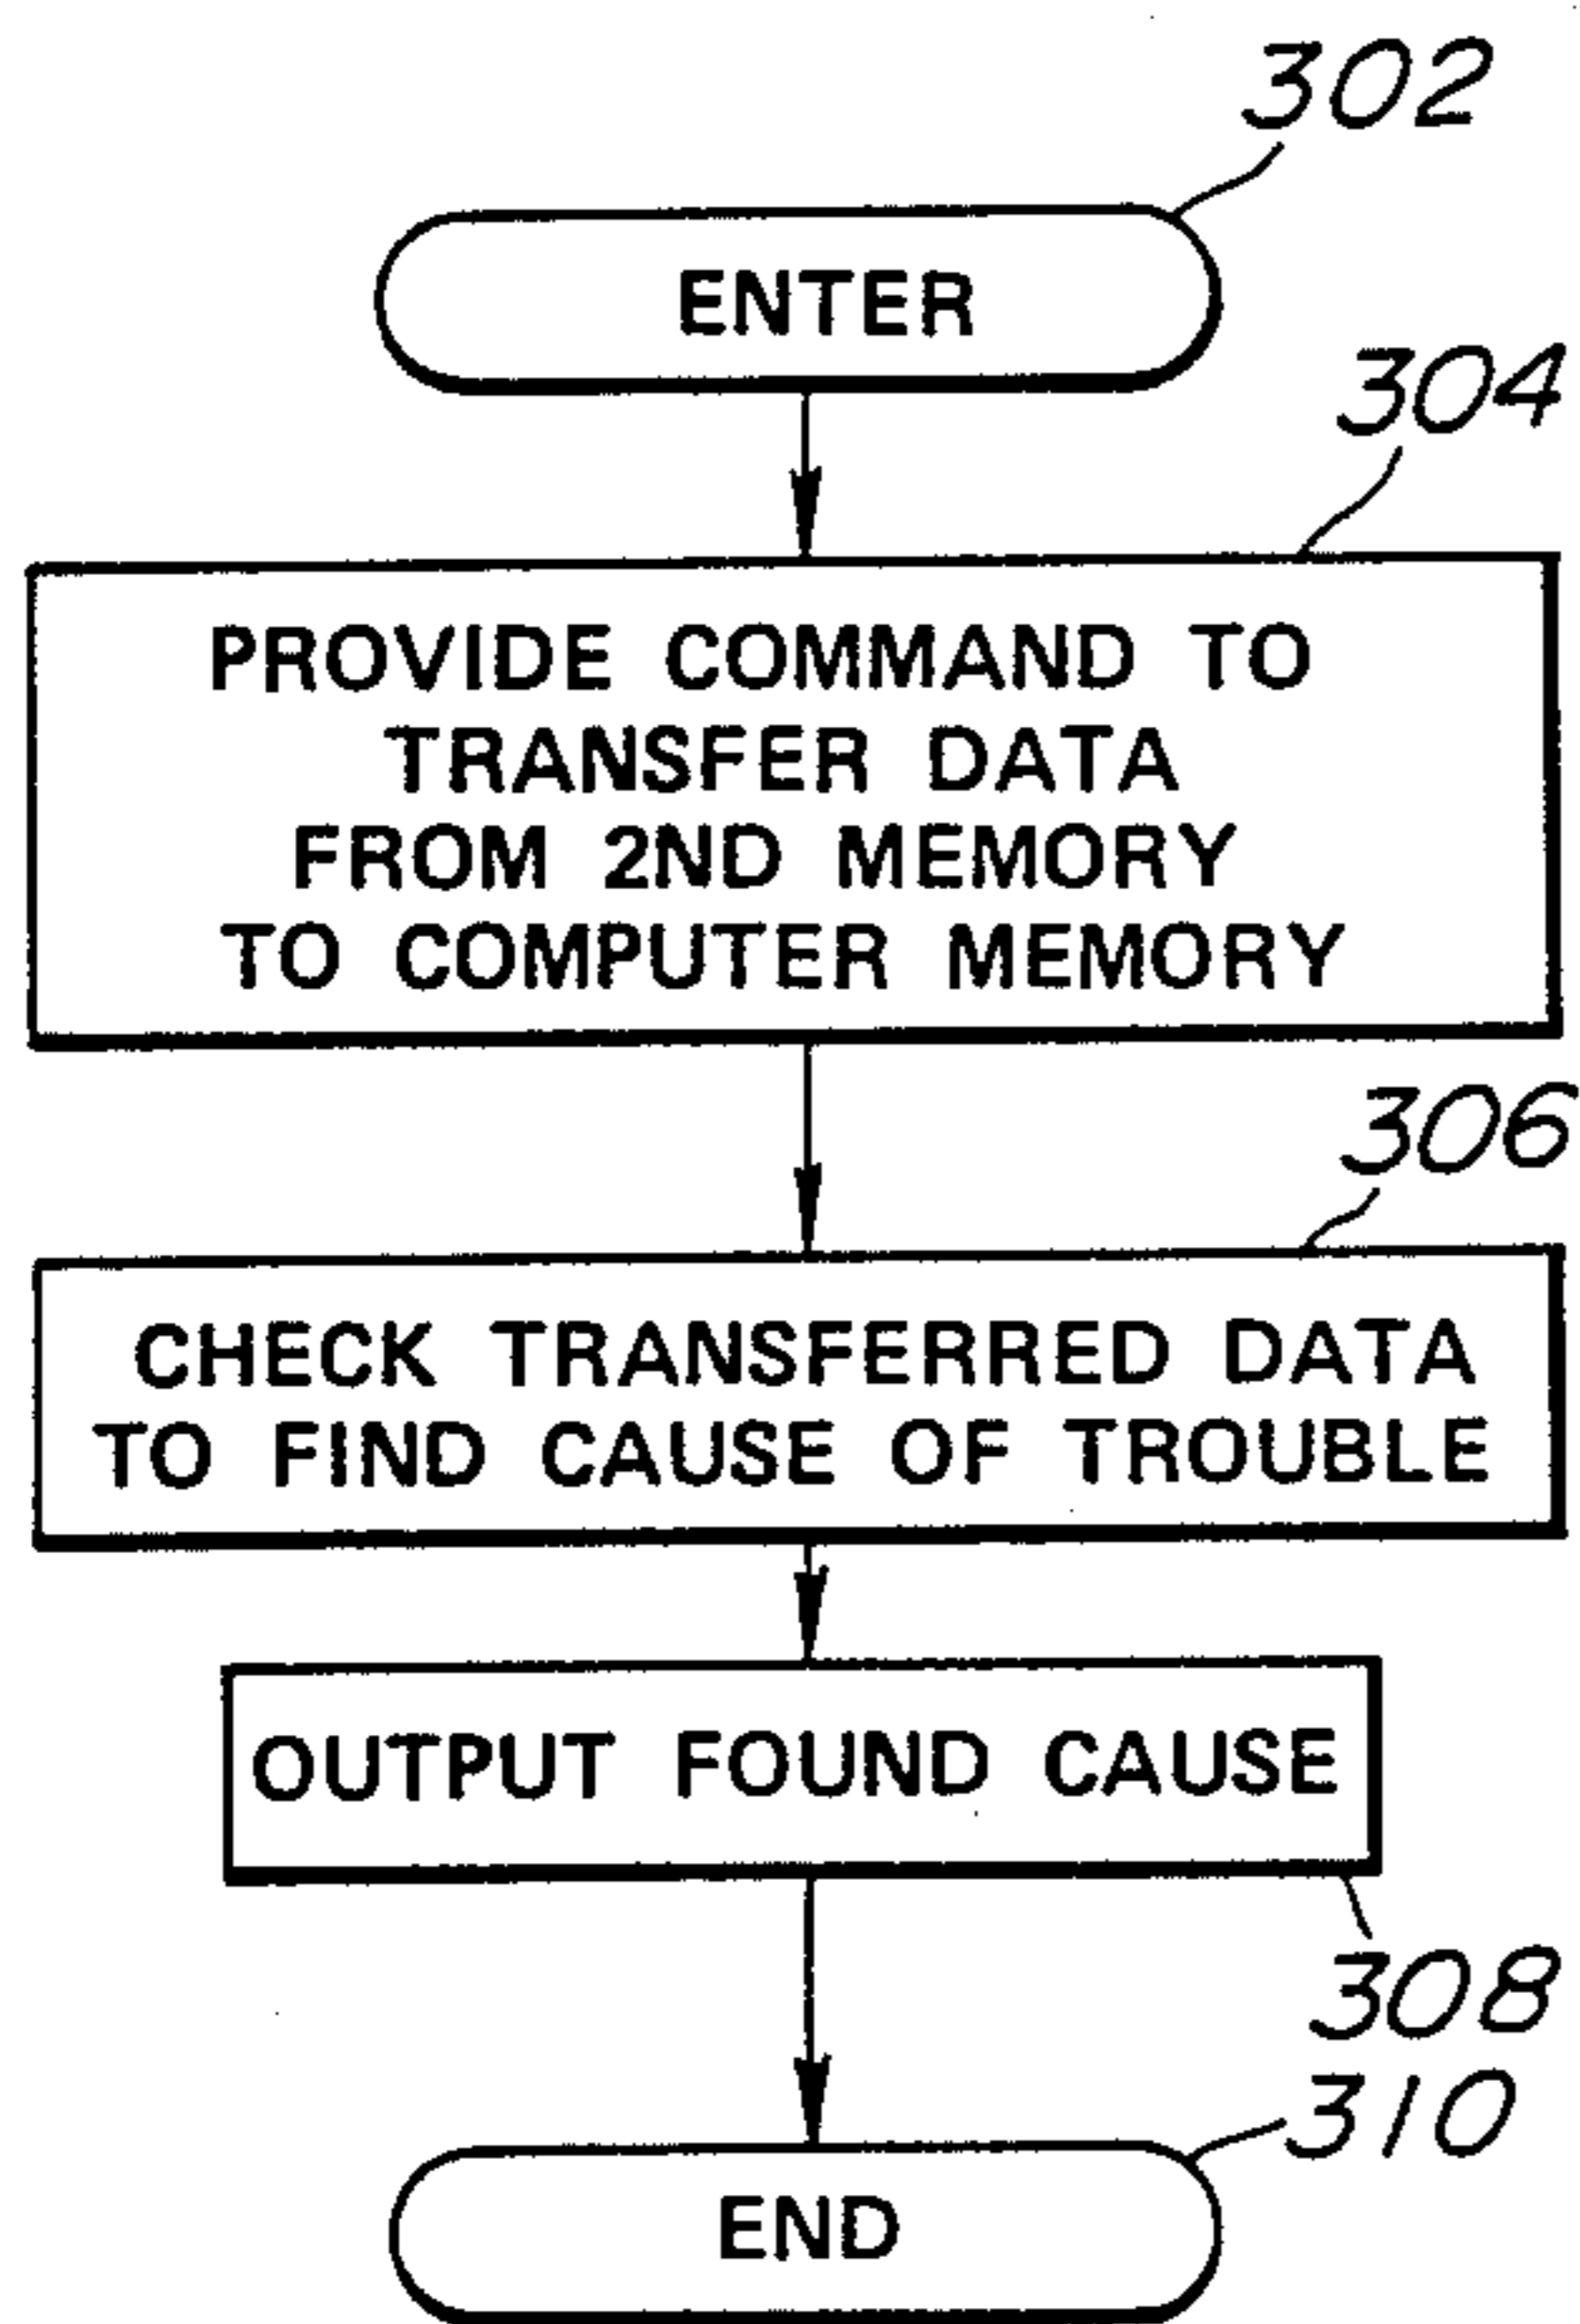 302
ENTER
304
PROVIDE COMMAND TO
TRANSFER DATA
FROM 2ND MEMORY
TO COMPUTER MEMORY
306
CHECK TRANSFERRED DATA
TO FIND CAUSE OF TROUBLE
OUTPUT FOUND CAUSE
308
310
END